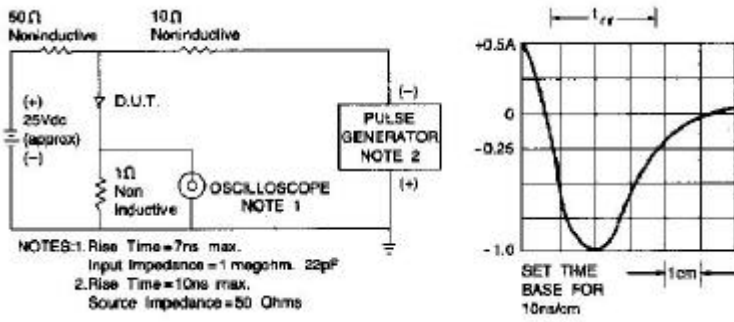 50Ω
Noninductive
10Ω
Noninductive
(+)
25Vdc
(approx)
(−)
D.U.T.
1Ω
Non
Inductive
OSCILLOSCOPE
NOTE 1
(−)
PULSE
GENERATOR
NOTE 2
(+)
NOTES:1. Rise Time=7ns max.
Input Impedance=1 megohm. 22pF
2.Rise Time=10ns max.
Source Impedance=50 Ohms
trr
+0.5A
0
-0.25
-1.0
SET TIME
BASE FOR
10ns/cm
1cm